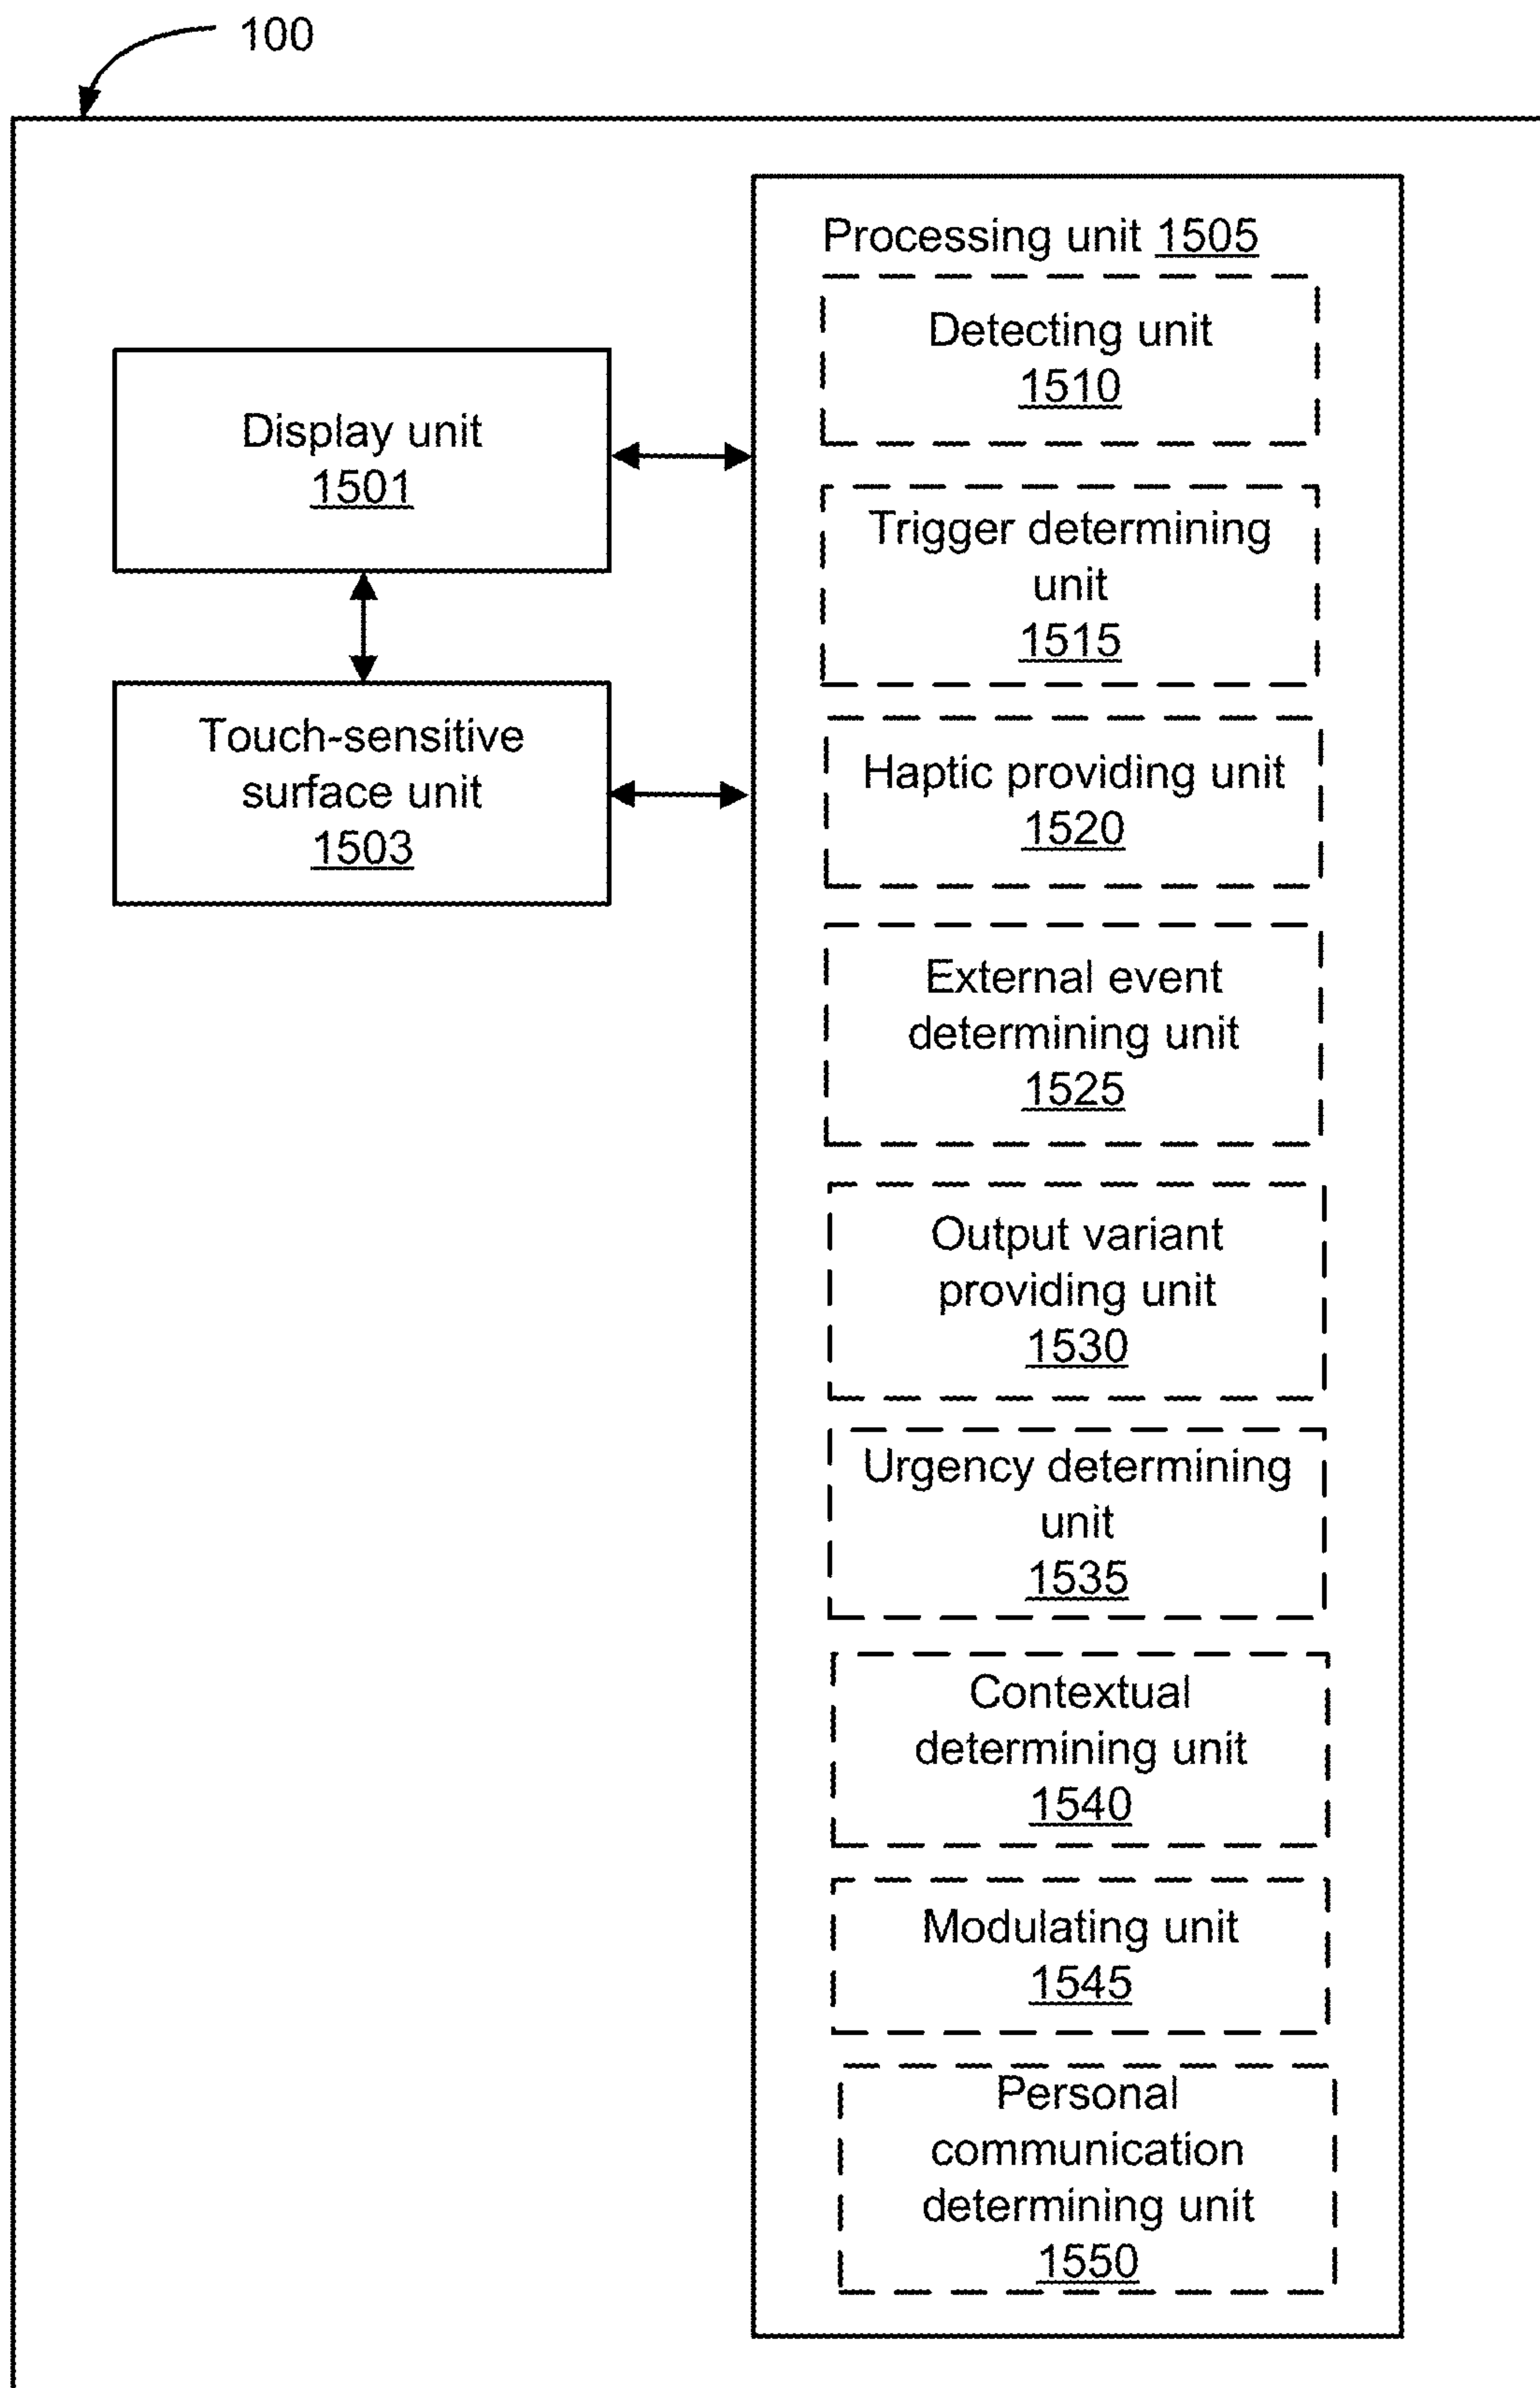 100
Display unit
1501
Touch-sensitive
surface unit
1503
Processing unit 1505
Detecting unit
1510
Trigger determining
unit
1515
Haptic providing unit
1520
External event
determining unit
1525
Output variant
providing unit
1530
Urgency determining
unit
1535
Contextual
determining unit
1540
Modulating unit
1545
Personal
communication
determining unit
1550